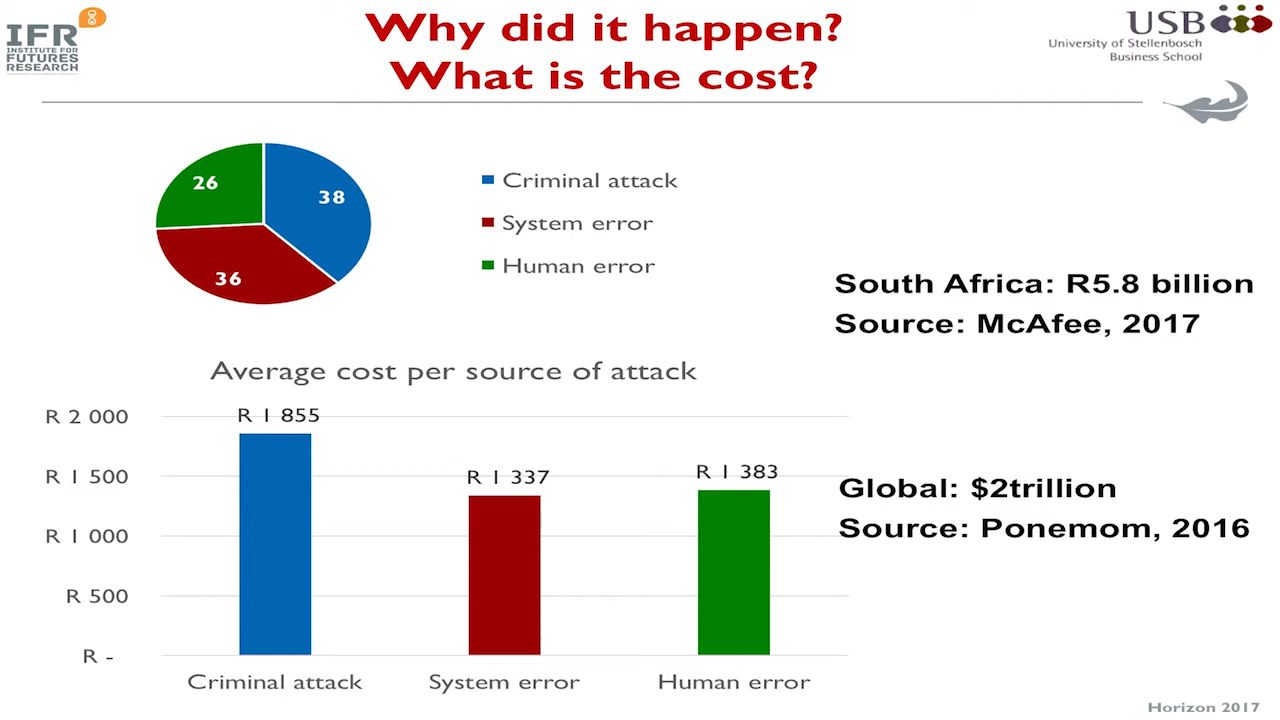 IFR
INSTITUTE FOR
FUTURES
RESEARCH
Why did it happen?
What is the cost?
USB
University of Stellenbosch
Business School
26
38
36
Criminal attack
System error
Human error
South Africa: R5.8 billion
Source: McAfee, 2017
Average cost per source of attack
R 2 000
R 1 500
R 1 000
R 500
R -
R 1 855
R 1 337
R 1 383
Criminal attack
System error
Human error
Global: $2trillion
Source: Ponemom, 2016
Horizon 2017